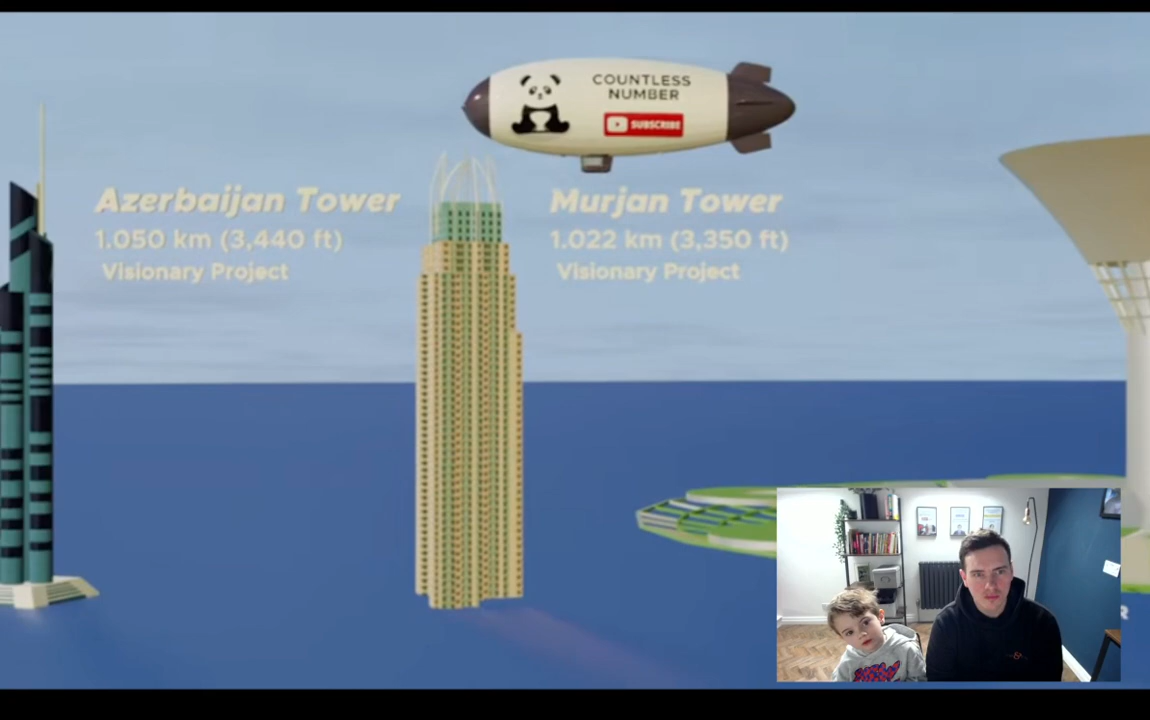 COUNTLESS
NUMBER
SUBSCRIBE
Azerbaijan Tower
1.050 km (3,440 ft)
Visionary Project
Murjan Tower
1.022 km (3,350 ft)
Visionary Project